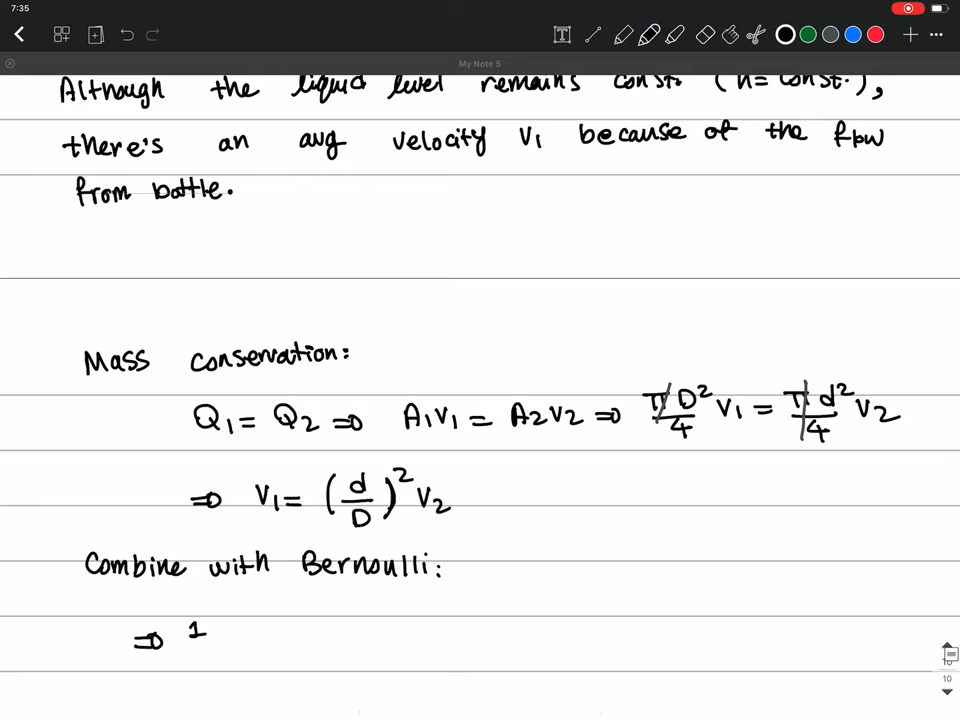 7:35
My Note 5
Although the liquid level remains const. (h= const.),
there's an avg velocity V1 because of the flow
from bottle.
Mass conservation:
Q1 = Q2 ⇒ A1V1 = A2V2 ⇒ πD²/4 V1 = πd²/4 V2
⇒ V1 = (d/D)² V2
Combine with Bernoulli:
⇒ 1
10
10